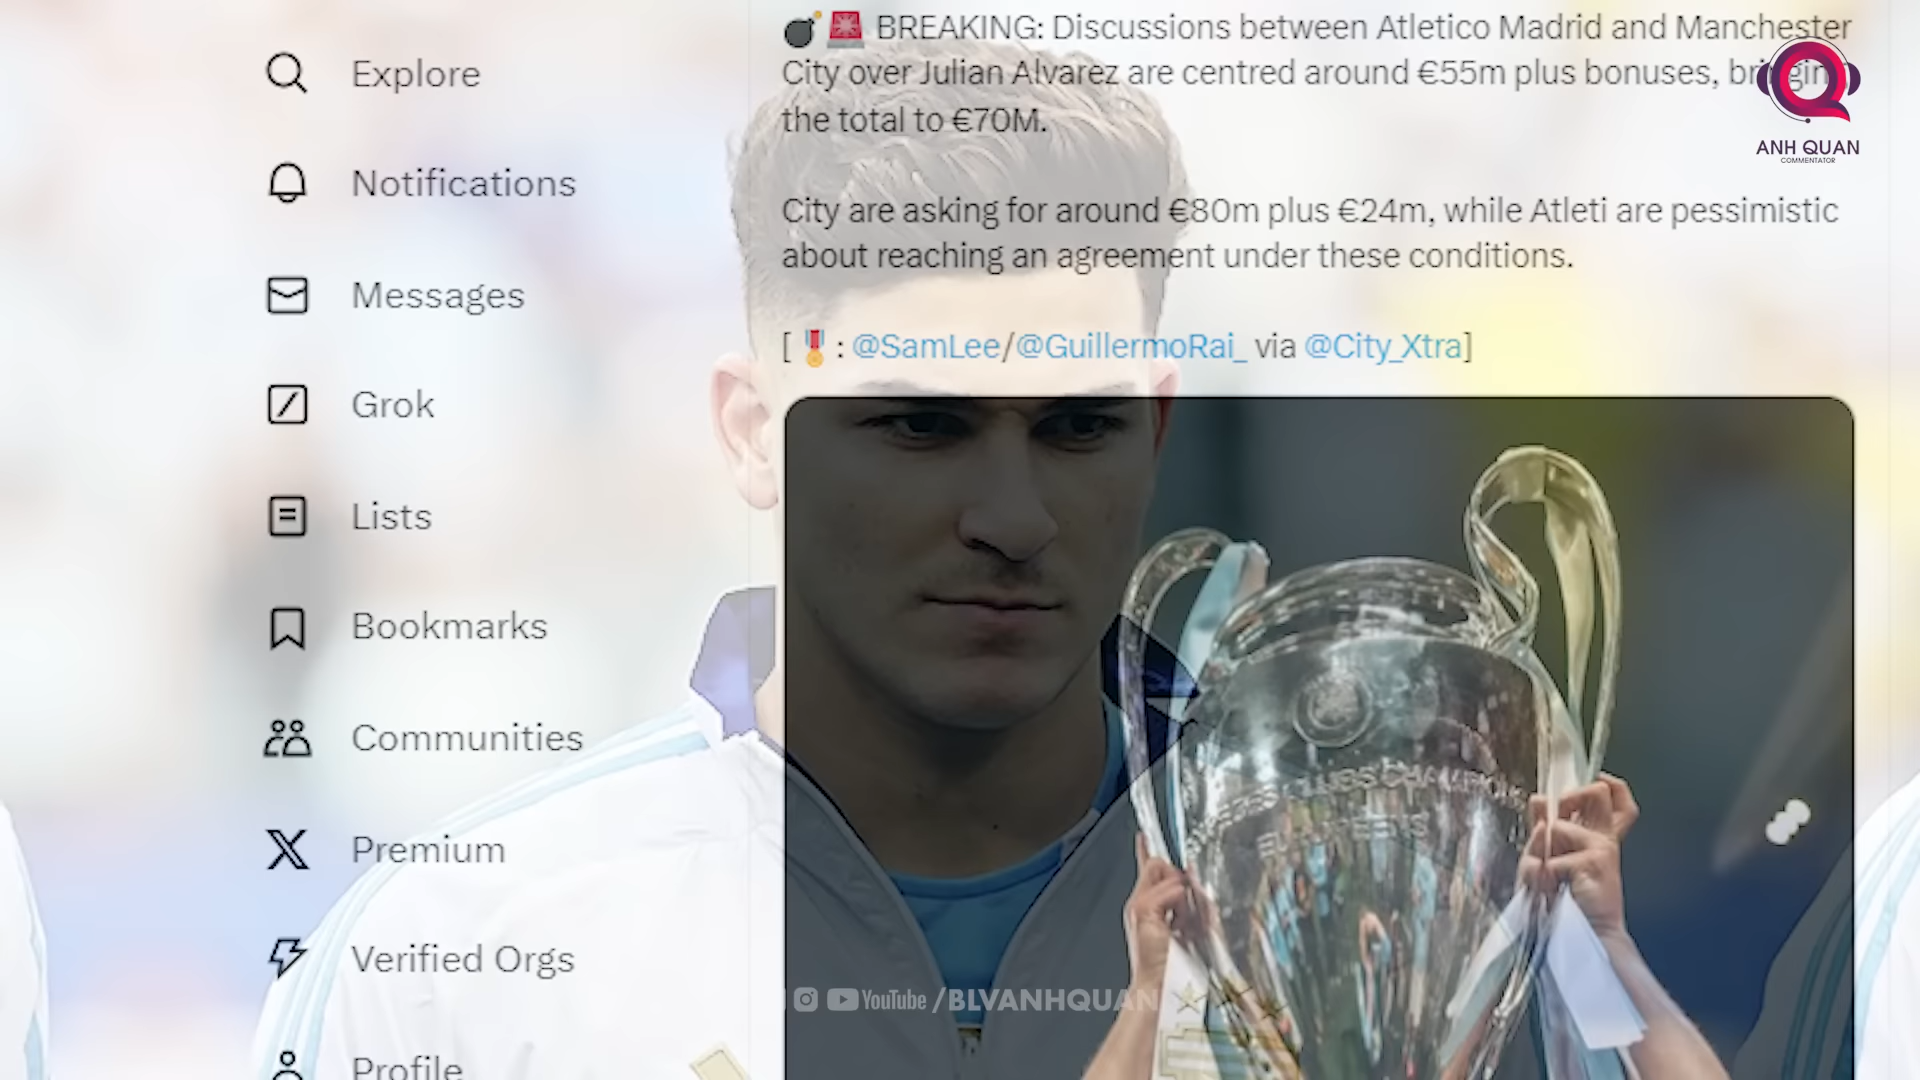 Explore
Notifications
Messages
Grok
Lists
Bookmarks
Communities
Premium
Verified Orgs
Profile
BREAKING: Discussions between Atletico Madrid and Manchester
City over Julian Alvarez are centred around €55m plus bonuses, bringing
the total to €70M.
City are asking for around €80m plus €24m, while Atleti are pessimistic
about reaching an agreement under these conditions.
[ 🎖️: @SamLee/@GuillermoRai_ via @City_Xtra]
ANH QUAN
COMMENTATOR
YouTube /BLVANHQUAN